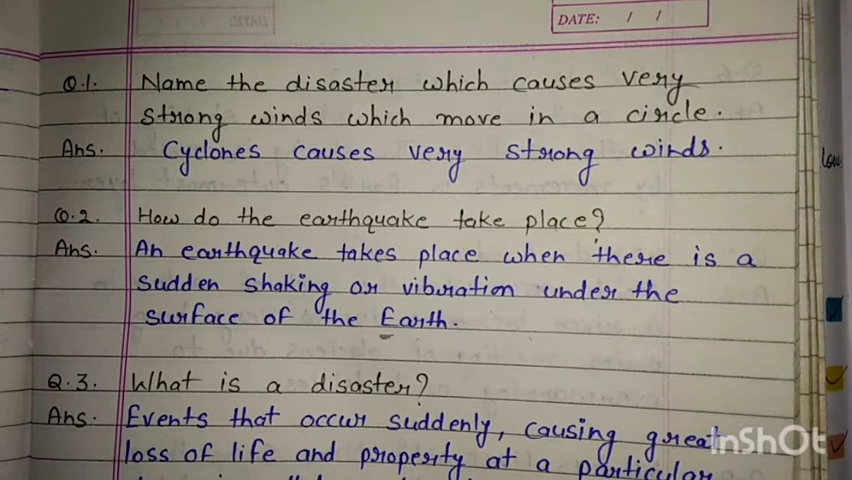 DATE: / /
Q.1. Name the disaster which causes very
strong winds which move in a circle.
Ans. Cyclones causes very strong winds.
Q.2. How do the earthquake take place?
Ans. An earthquake takes place when there is a
sudden shaking or vibration under the
surface of the Earth.
Q.3. What is a disaster?
Ans. Events that occur suddenly, causing great
loss of life and property at a particular
InShOt